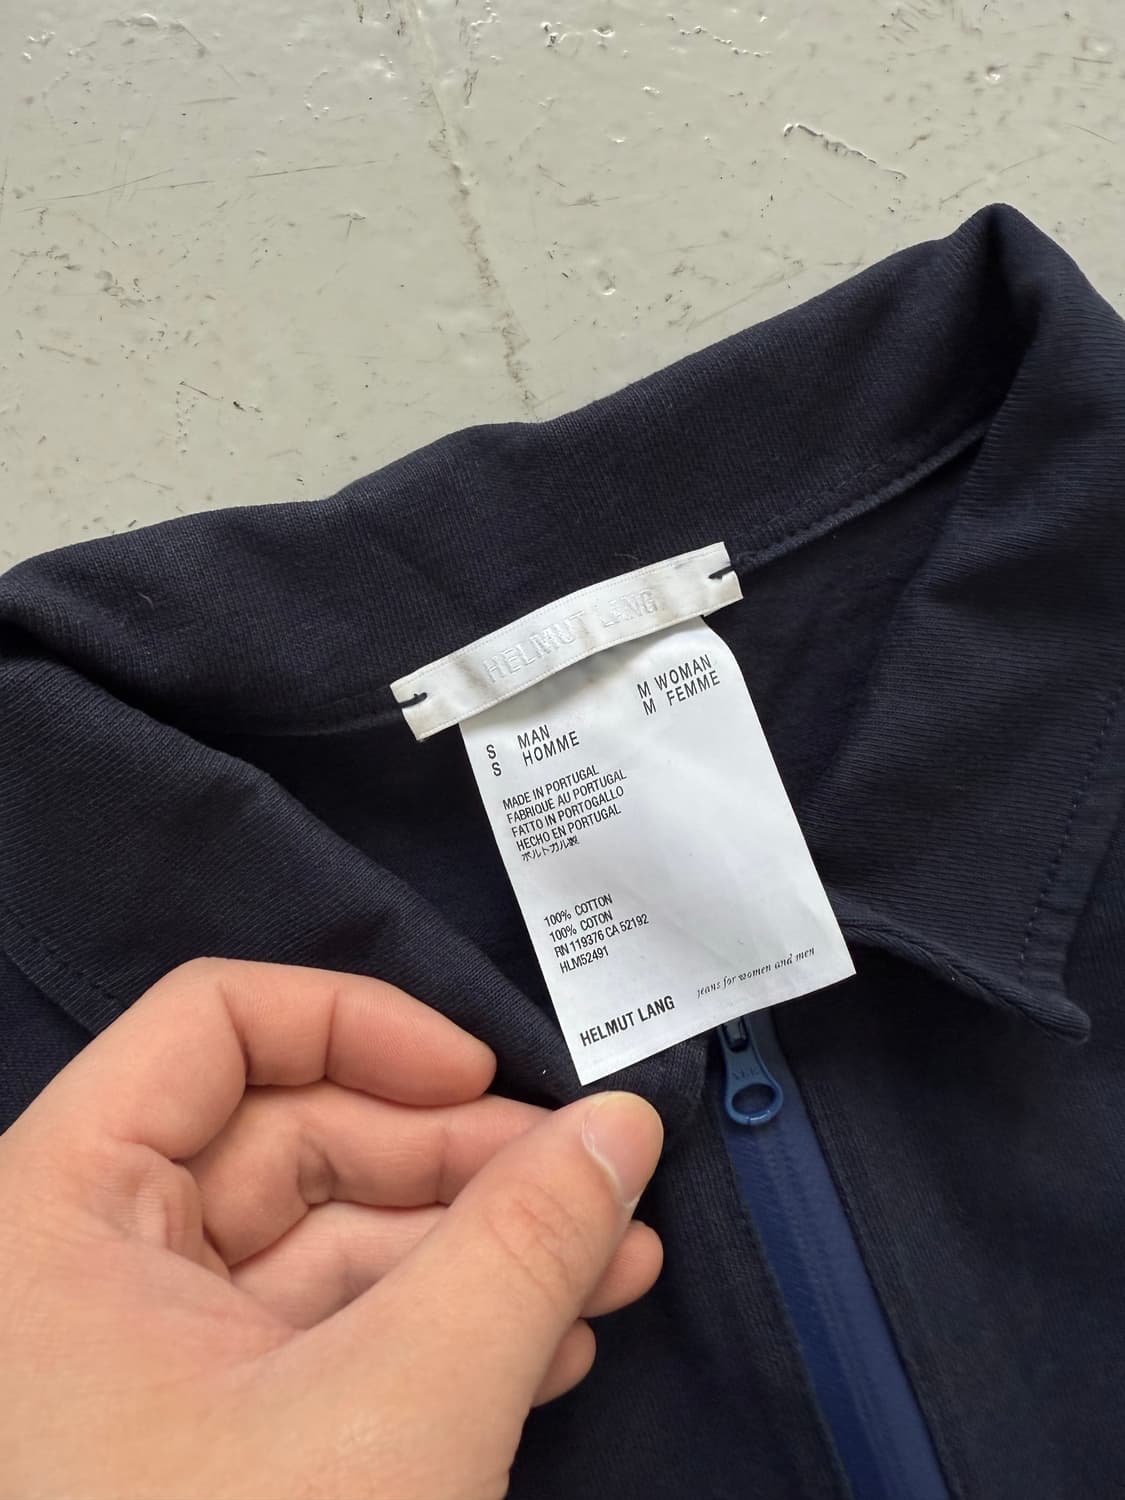 HELMUT LANG
M WOMAN
M FEMME
S MAN
S HOMME
MADE IN PORTUGAL
FABRIQUE AU PORTUGAL
FATTO IN PORTOGALLO
HECHO EN PORTUGAL
ポルトガル製
100% COTTON
100% COTON
RN 119376 CA 52192
HLM52491
HELMUT LANG jeans for women and men